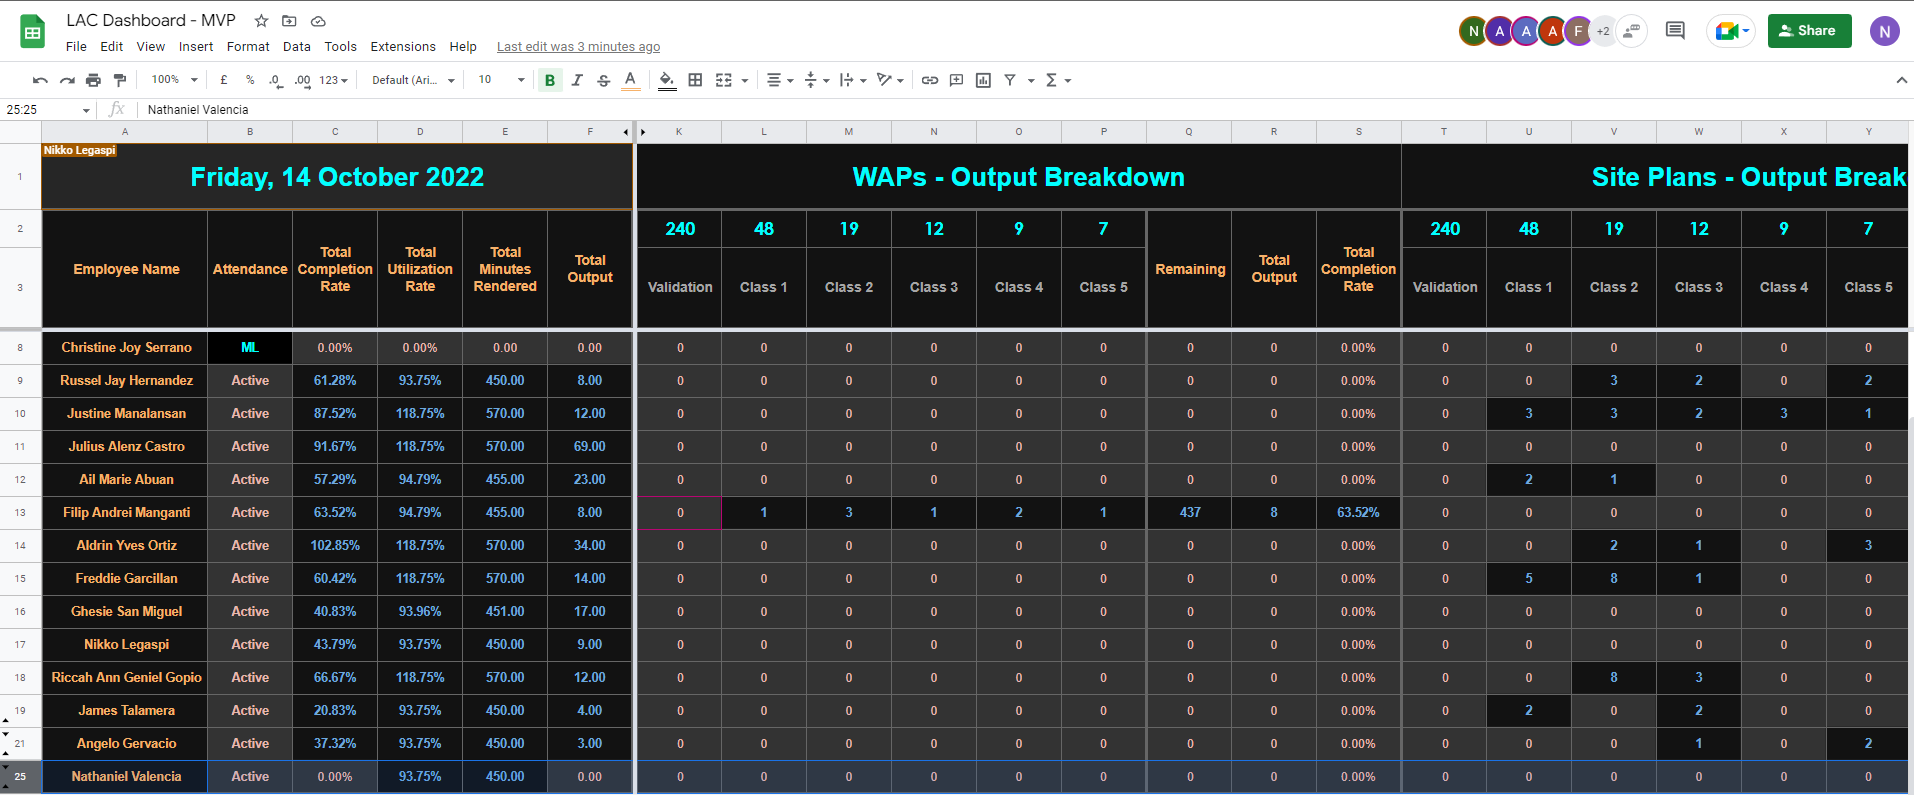 LAC Dashboard - MVP
File Edit View Insert Format Data Tools Extensions Help Last edit was 3 minutes ago
N A A A F +2 Share N
100% £ % .0 .00 123 Default (Ari... 10 B I S A
25:25 fx Nathaniel Valencia
A B C D E F K L M N O P Q R S T U V W X Y
Nikko Legaspi
1 Friday, 14 October 2022 WAPs - Output Breakdown Site Plans - Output Break
2 240 48 19 12 9 7 240 48 19 12 9 7
3 Employee Name Attendance Total Completion Rate Total Utilization Rate Total Minutes Rendered Total Output Validation Class 1 Class 2 Class 3 Class 4 Class 5 Remaining Total Output Total Completion Rate Validation Class 1 Class 2 Class 3 Class 4 Class 5
8 Christine Joy Serrano ML 0.00% 0.00% 0.00 0.00 0 0 0 0 0 0 0 0 0.00% 0 0 0 0 0 0
9 Russel Jay Hernandez Active 61.28% 93.75% 450.00 8.00 0 0 0 0 0 0 0 0 0.00% 0 0 3 2 0 2
10 Justine Manalansan Active 87.52% 118.75% 570.00 12.00 0 0 0 0 0 0 0 0 0.00% 0 3 3 2 3 1
11 Julius Alenz Castro Active 91.67% 118.75% 570.00 69.00 0 0 0 0 0 0 0 0 0.00% 0 0 0 0 0 0
12 Ail Marie Abuan Active 57.29% 94.79% 455.00 23.00 0 0 0 0 0 0 0 0 0.00% 0 2 1 0 0 0
13 Filip Andrei Manganti Active 63.52% 94.79% 455.00 8.00 0 1 3 1 2 1 437 8 63.52% 0 0 0 0 0 0
14 Aldrin Yves Ortiz Active 102.85% 118.75% 570.00 34.00 0 0 0 0 0 0 0 0 0.00% 0 0 2 1 0 3
15 Freddie Garcillan Active 60.42% 118.75% 570.00 14.00 0 0 0 0 0 0 0 0 0.00% 0 5 8 1 0 0
16 Ghesie San Miguel Active 40.83% 93.96% 451.00 17.00 0 0 0 0 0 0 0 0 0.00% 0 0 0 0 0 0
17 Nikko Legaspi Active 43.79% 93.75% 450.00 9.00 0 0 0 0 0 0 0 0 0.00% 0 0 0 0 0 0
18 Riccah Ann Geniel Gopio Active 66.67% 118.75% 570.00 12.00 0 0 0 0 0 0 0 0 0.00% 0 0 8 3 0 0
19 James Talamera Active 20.83% 93.75% 450.00 4.00 0 0 0 0 0 0 0 0 0.00% 0 2 0 2 0 0
21 Angelo Gervacio Active 37.32% 93.75% 450.00 3.00 0 0 0 0 0 0 0 0 0.00% 0 0 0 1 0 2
25 Nathaniel Valencia Active 0.00% 93.75% 450.00 0.00 0 0 0 0 0 0 0 0 0.00% 0 0 0 0 0 0